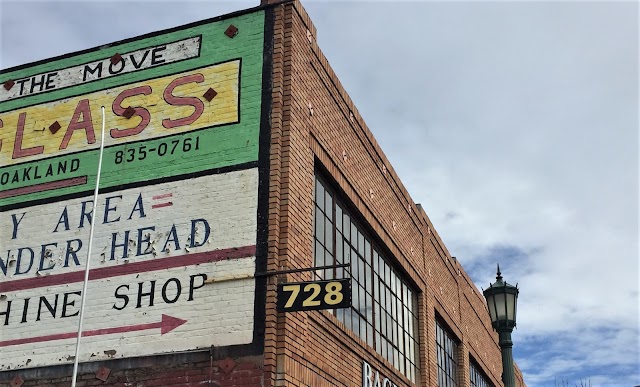 THE MOVE
GLASS
OAKLAND 835-0761
Y AREA=
NDER HEAD
HINE SHOP
728